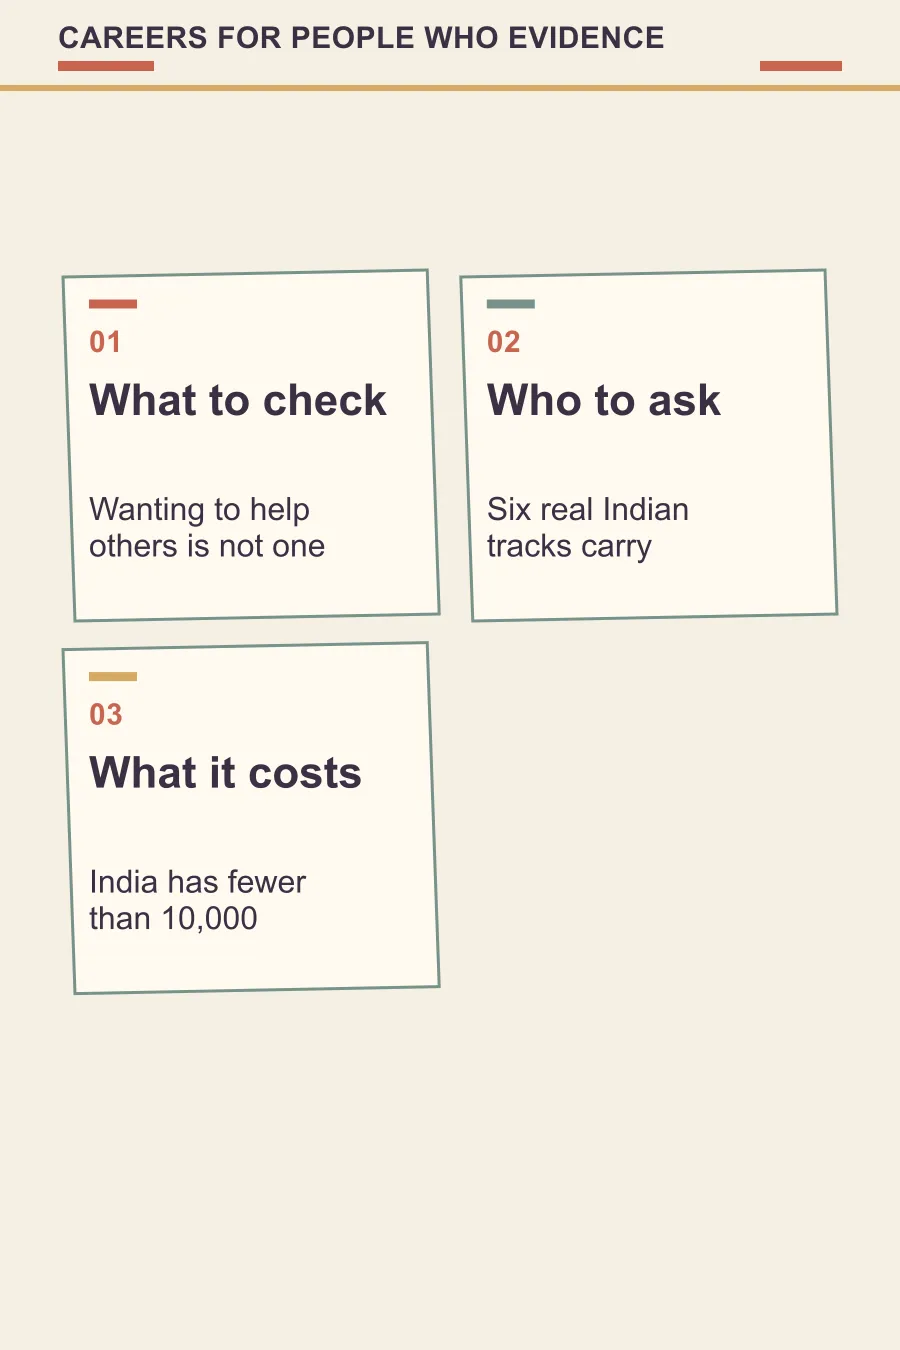 CAREERS FOR PEOPLE WHO EVIDENCE
01
What to check
Wanting to help
others is not one
02
Who to ask
Six real Indian
tracks carry
03
What it costs
India has fewer
than 10,000